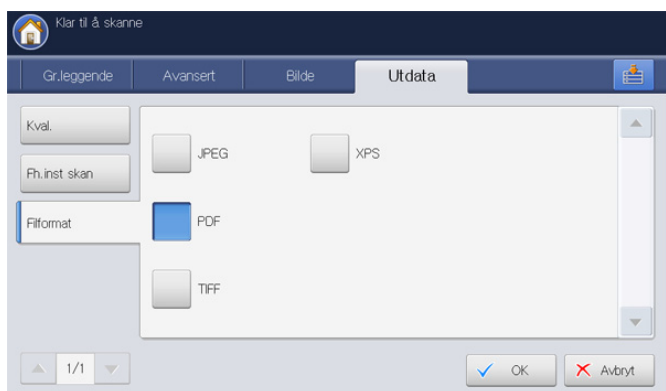 Klar til å skanne
Gr.leggende Avansert Bilde Utdata
Kval.
Fh.inst skan
Filformat
JPEG XPS
PDF
TIFF
1/1
OK Avbryt